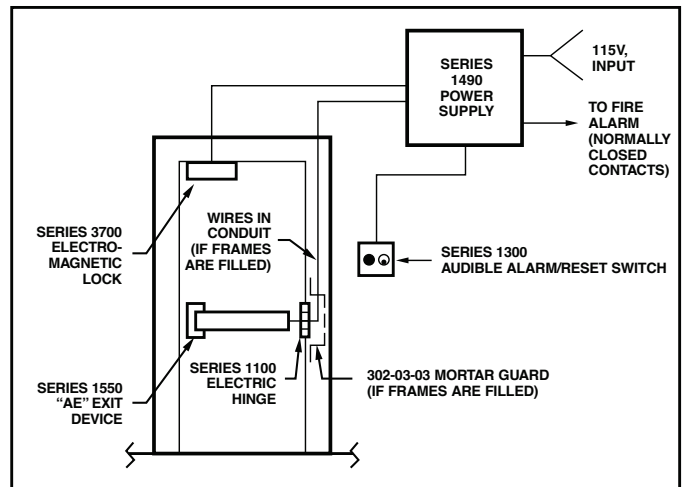 SERIES
1490
POWER
SUPPLY
115V,
INPUT
TO FIRE
ALARM
(NORMALLY
CLOSED
CONTACTS)
SERIES 3700
ELECTRO-
MAGNETIC
LOCK
WIRES IN
CONDUIT
(IF FRAMES
ARE FILLED)
SERIES 1300
AUDIBLE ALARM/RESET SWITCH
SERIES 1550
“AE” EXIT
DEVICE
SERIES 1100
ELECTRIC
HINGE
302-03-03 MORTAR GUARD
(IF FRAMES ARE FILLED)